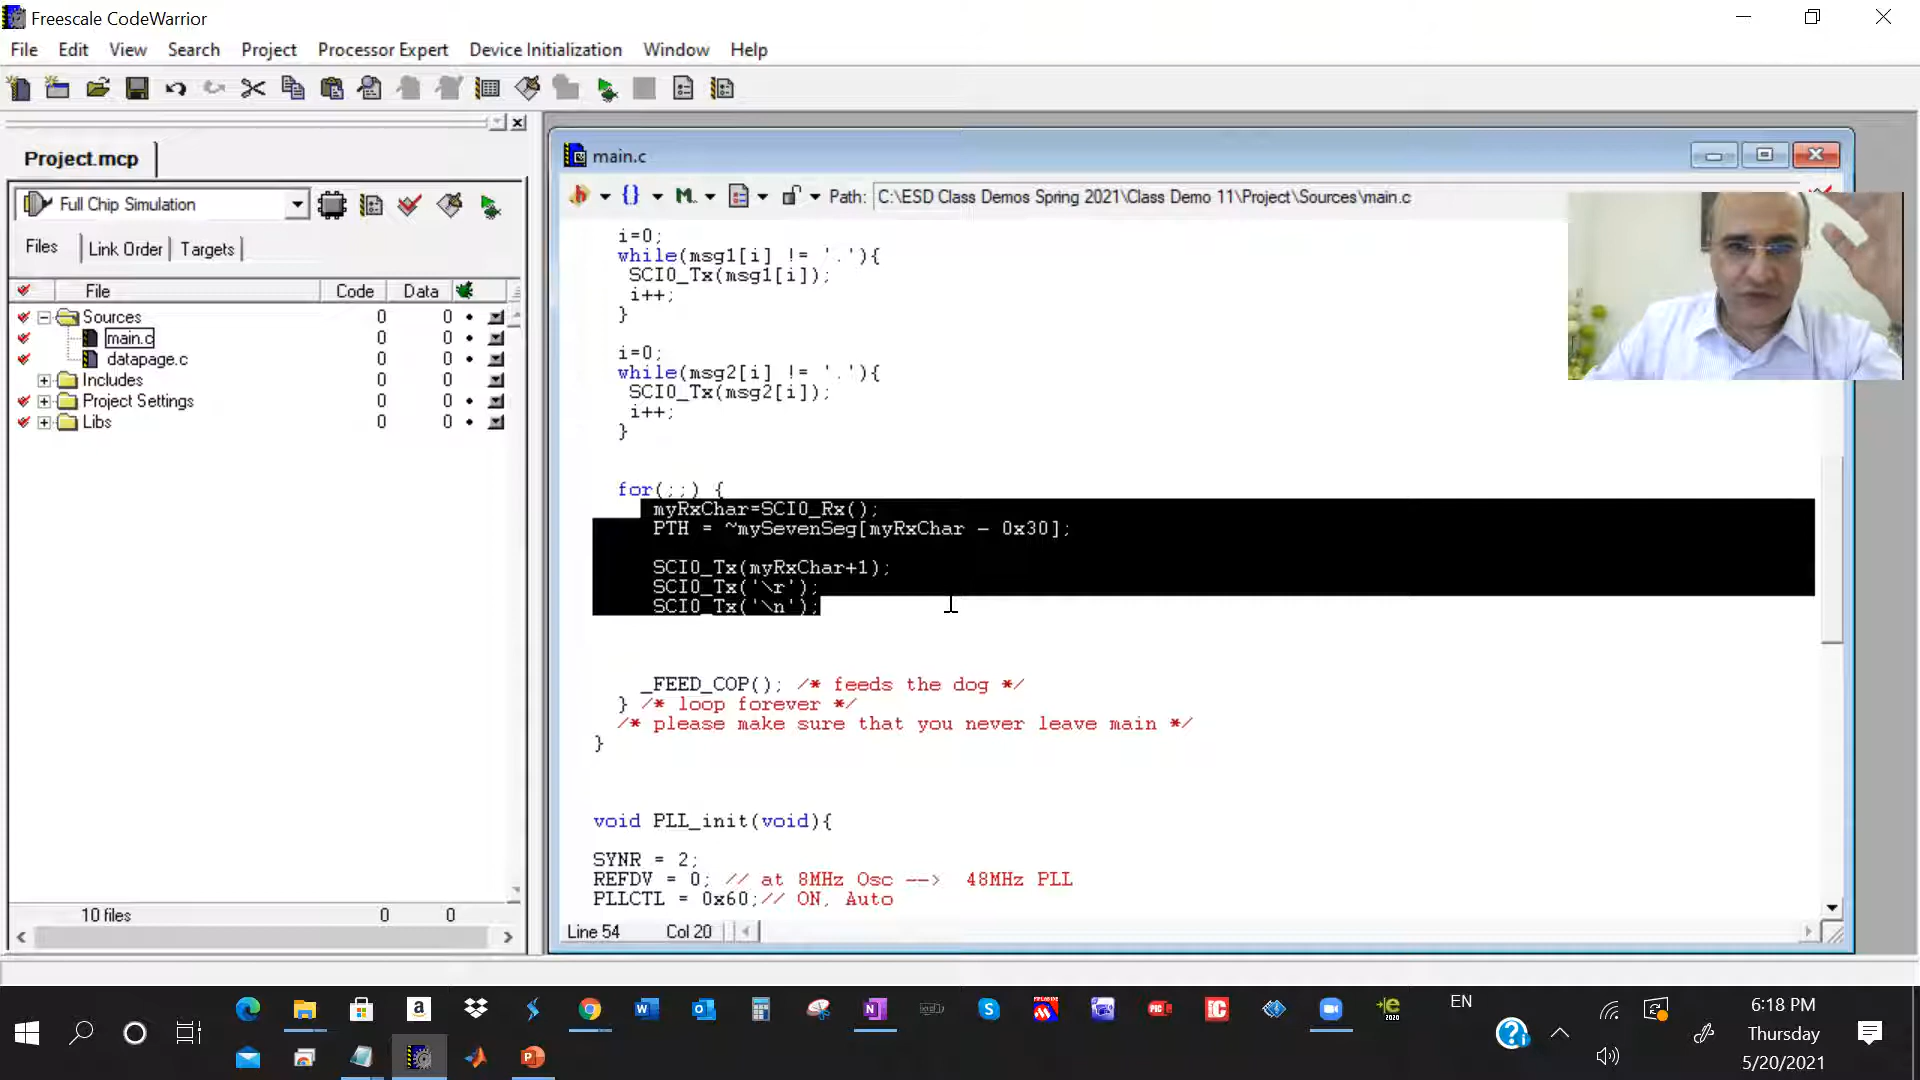 Freescale CodeWarrior
File Edit View Search Project Processor Expert Device Initialization Window Help
Project.mcp
Full Chip Simulation
Files Link Order Targets
File Code Data
Sources 0 0
main.c 0 0
datapage.c 0 0
Includes 0 0
Project Settings 0 0
Libs 0 0
10 files 0 0
main.c
Path: C:\ESD Class Demos Spring 2021\Class Demo 11\Project\Sources\main.c
i=0;
while(msg1[i] != '.'){
SCI0_Tx(msg1[i]);
i++;
}
i=0;
while(msg2[i] != '.'){
SCI0_Tx(msg2[i]);
i++;
}
for(;;) {
myRxChar=SCI0_Rx();
PTH = ~mySevenSeg[myRxChar - 0x30];
SCI0_Tx(myRxChar+1);
SCI0_Tx('\r');
SCI0_Tx('\n');
_FEED_COP(); /* feeds the dog */
} /* loop forever */
/* please make sure that you never leave main */
}
void PLL_init(void){
SYNR = 2;
REFDV = 0; // at 8MHz Osc --> 48MHz PLL
PLLCTL = 0x60;// ON, Auto
Line 54 Col 20
EN
6:18 PM
Thursday
5/20/2021